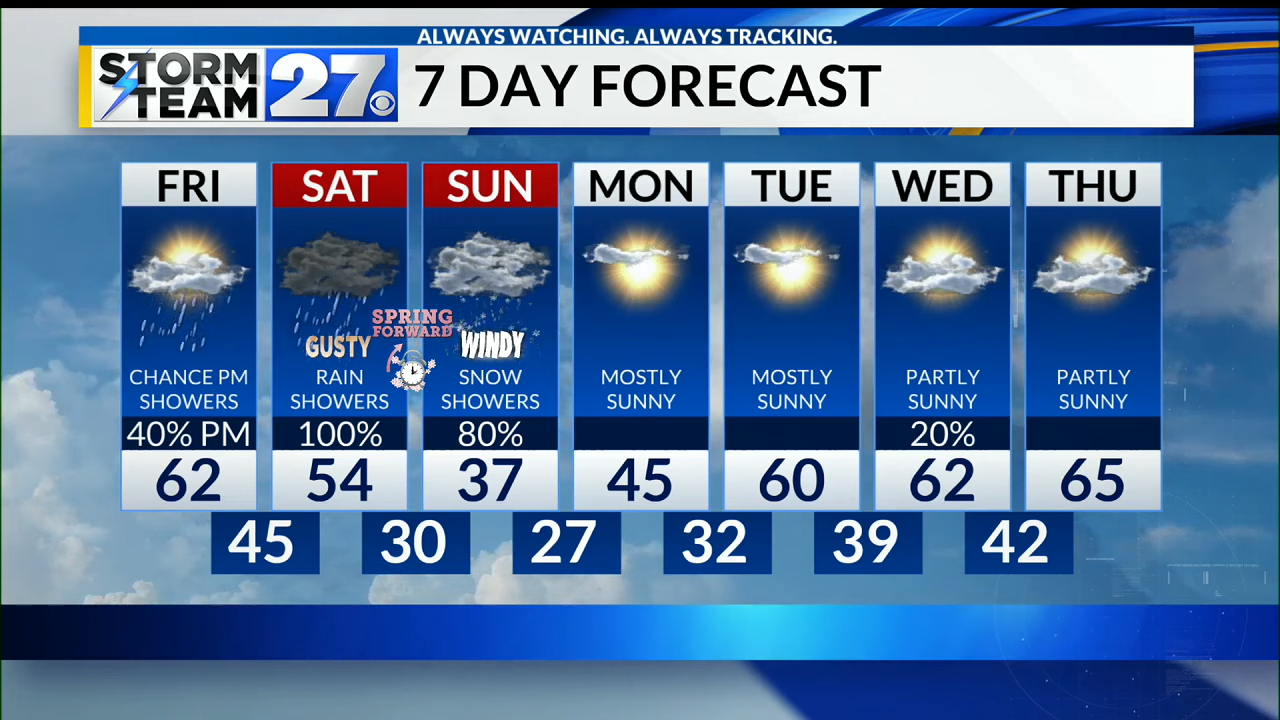 ALWAYS WATCHING. ALWAYS TRACKING.
STORM
TEAM
27
7 DAY FORECAST
FRI
SAT
SUN
MON
TUE
WED
THU
SPRING
FORWARD
GUSTY
WINDY
CHANCE PM
SHOWERS
RAIN
SHOWERS
SNOW
SHOWERS
MOSTLY
SUNNY
MOSTLY
SUNNY
PARTLY
SUNNY
PARTLY
SUNNY
40% PM
100%
80%
20%
62
54
37
45
60
62
65
45
30
27
32
39
42